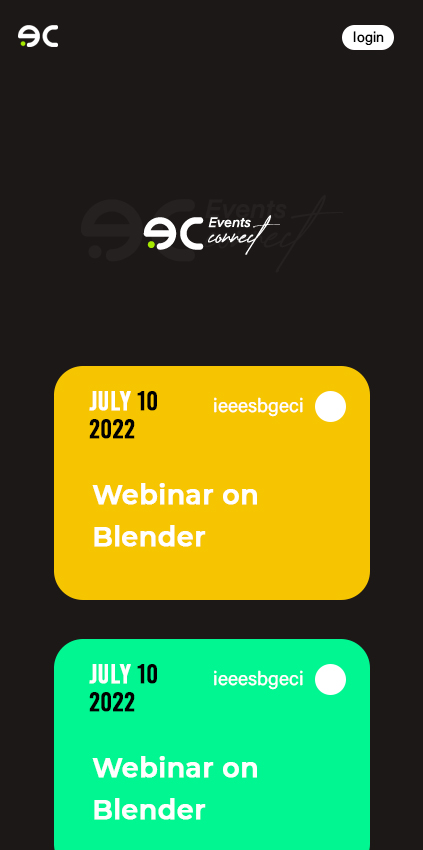 ec
login
ec Events
connect
JULY 10
2022
ieeesbgeci
Webinar on
Blender
JULY 10
2022
ieeesbgeci
Webinar on
Blender